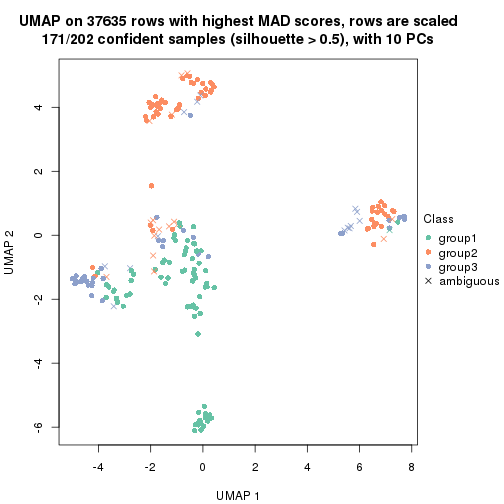 UMAP on 37635 rows with highest MAD scores, rows are scaled
171/202 confident samples (silhouette > 0.5), with 10 PCs
4
2
0
-2
-4
-6
UMAP 2
-4 -2 0 2 4 6 8
UMAP 1
Class
group1
group2
group3
ambiguous